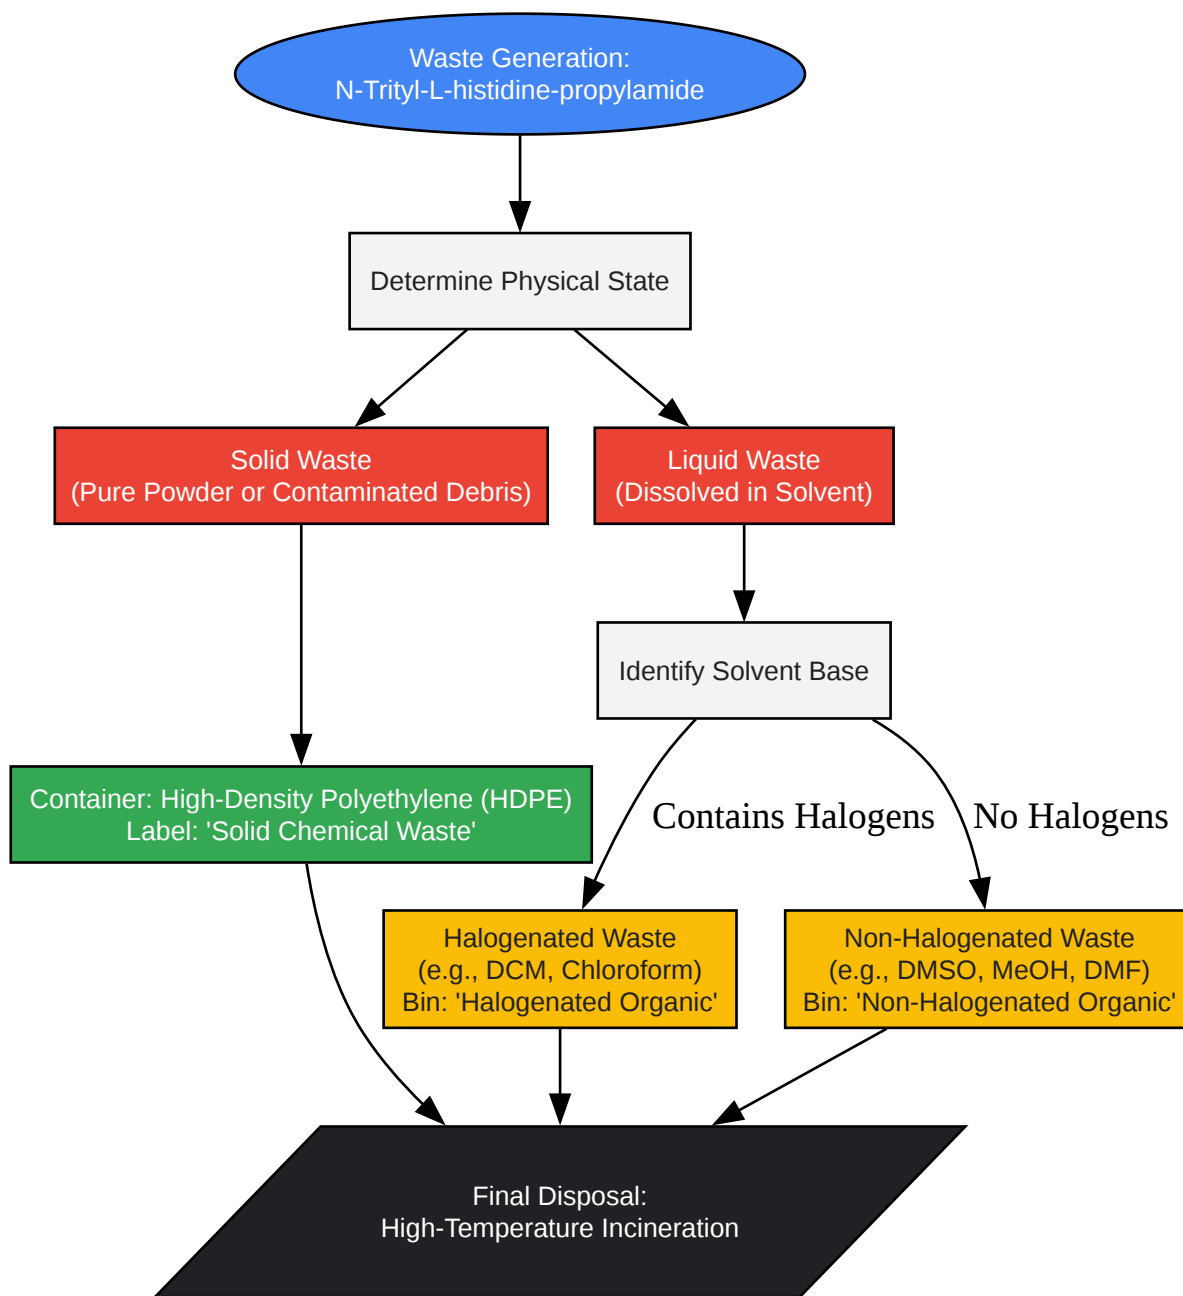 Waste Generation:
N-Trityl-L-histidine-propylamide
Determine Physical State
Solid Waste
(Pure Powder or Contaminated Debris)
Liquid Waste
(Dissolved in Solvent)
Identify Solvent Base
Container: High-Density Polyethylene (HDPE)
Label: 'Solid Chemical Waste'
Contains Halogens
No Halogens
Halogenated Waste
(e.g., DCM, Chloroform)
Bin: 'Halogenated Organic'
Non-Halogenated Waste
(e.g., DMSO, MeOH, DMF)
Bin: 'Non-Halogenated Organic'
Final Disposal:
High-Temperature Incineration